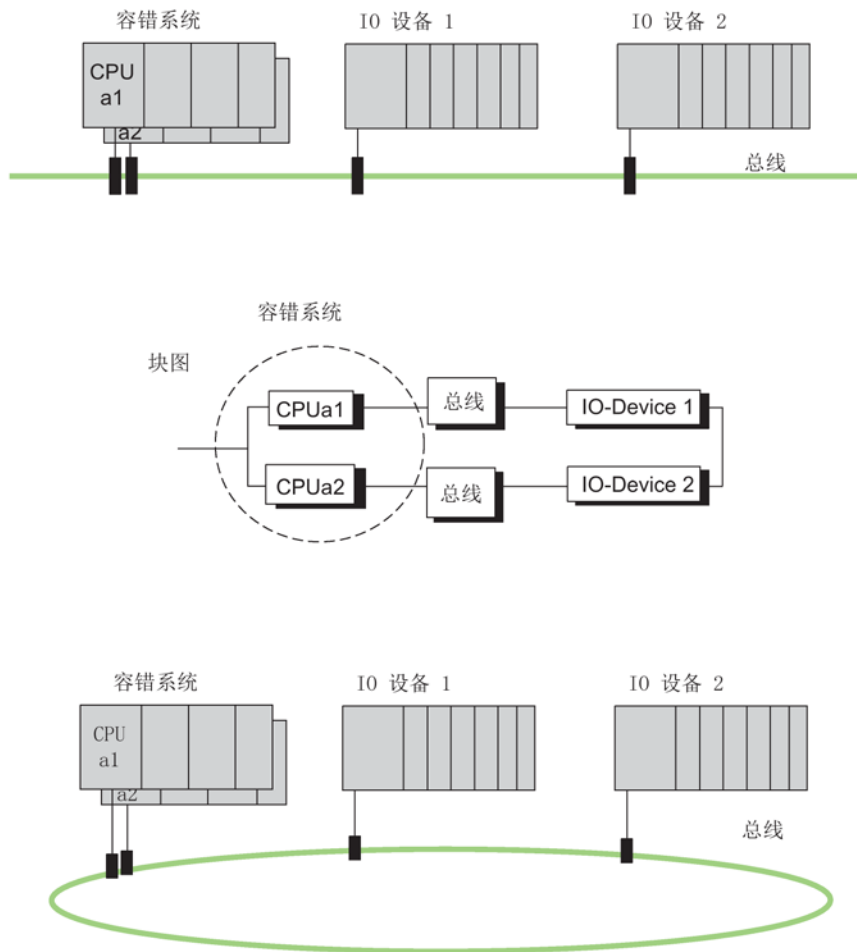 容错系统 IO 设备 1 IO 设备 2
CPU
a1
a2
总线
容错系统
块图
CPUa1 总线 IO-Device 1
CPUa2 总线 IO-Device 2
容错系统 IO 设备 1 IO 设备 2
CPU
a1
a2
总线